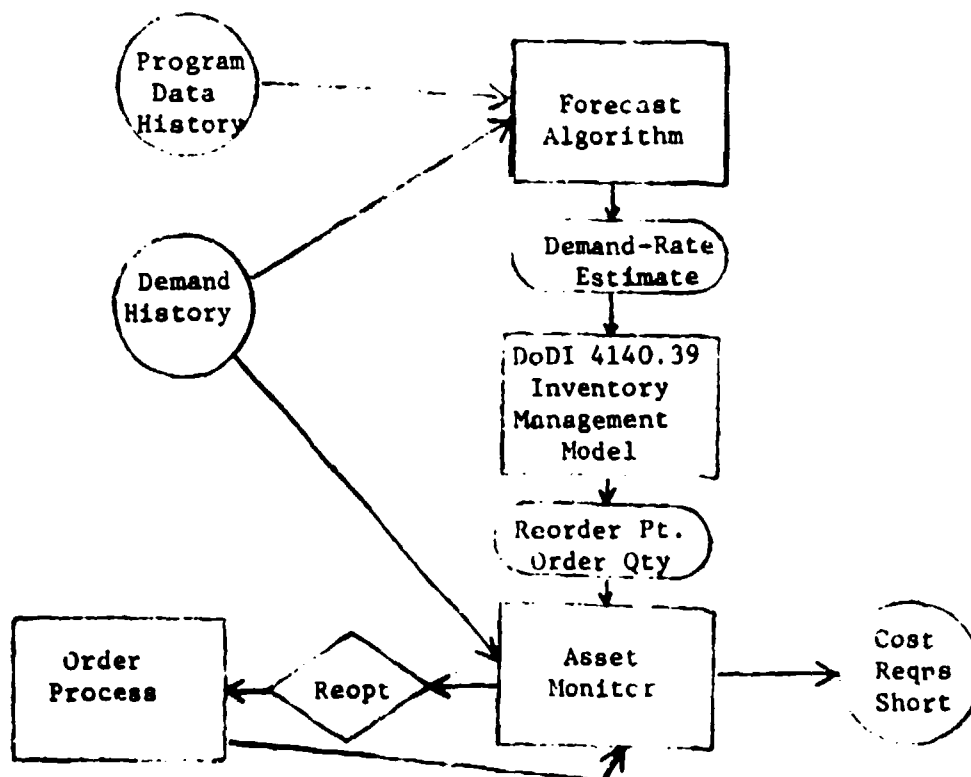 Program
Data
History
Forecast
Algorithm
Demand-Rate
Estimate
Demand
History
DoDI 4140.39
Inventory
Management
Model
Reorder Pt.
Order Qty
Order
Process
Reopt
Asset
Monitor
Cost
Reqns
Short